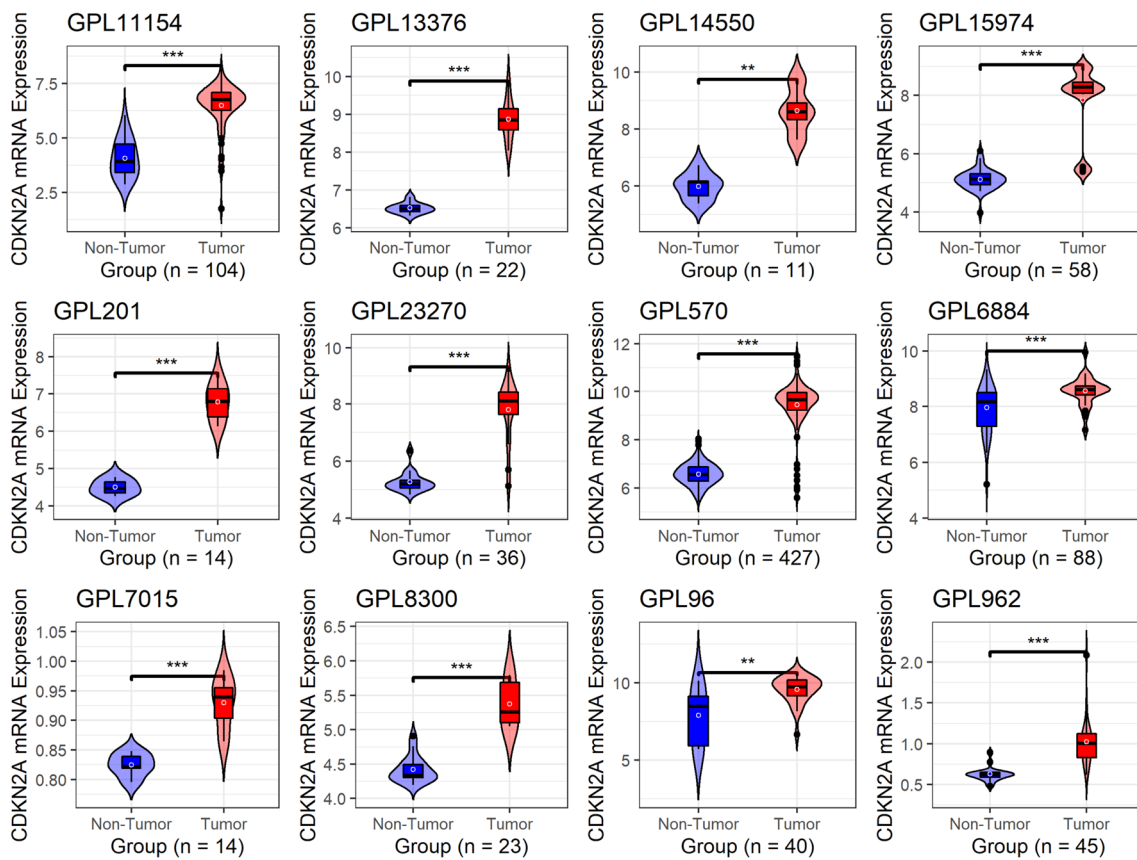 GPL11154
CDKN2A mRNA Expression
7.5
5.0
2.5
***
Non-Tumor Tumor
Group (n = 104)
GPL13376
CDKN2A mRNA Expression
10
9
8
7
6
***
Non-Tumor Tumor
Group (n = 22)
GPL14550
CDKN2A mRNA Expression
10
8
6
**
Non-Tumor Tumor
Group (n = 11)
GPL15974
CDKN2A mRNA Expression
8
6
4
***
Non-Tumor Tumor
Group (n = 58)
GPL201
CDKN2A mRNA Expression
8
7
6
5
4
***
Non-Tumor Tumor
Group (n = 14)
GPL23270
CDKN2A mRNA Expression
10
8
6
4
***
Non-Tumor Tumor
Group (n = 36)
GPL570
CDKN2A mRNA Expression
12
10
8
6
***
Non-Tumor Tumor
Group (n = 427)
GPL6884
CDKN2A mRNA Expression
10
8
6
4
***
Non-Tumor Tumor
Group (n = 88)
GPL7015
CDKN2A mRNA Expression
1.05
1.00
0.95
0.90
0.85
0.80
***
Non-Tumor Tumor
Group (n = 14)
GPL8300
CDKN2A mRNA Expression
6.5
6.0
5.5
5.0
4.5
4.0
***
Non-Tumor Tumor
Group (n = 23)
GPL96
CDKN2A mRNA Expression
10
5
**
Non-Tumor Tumor
Group (n = 40)
GPL962
CDKN2A mRNA Expression
2.0
1.5
1.0
0.5
***
Non-Tumor Tumor
Group (n = 45)